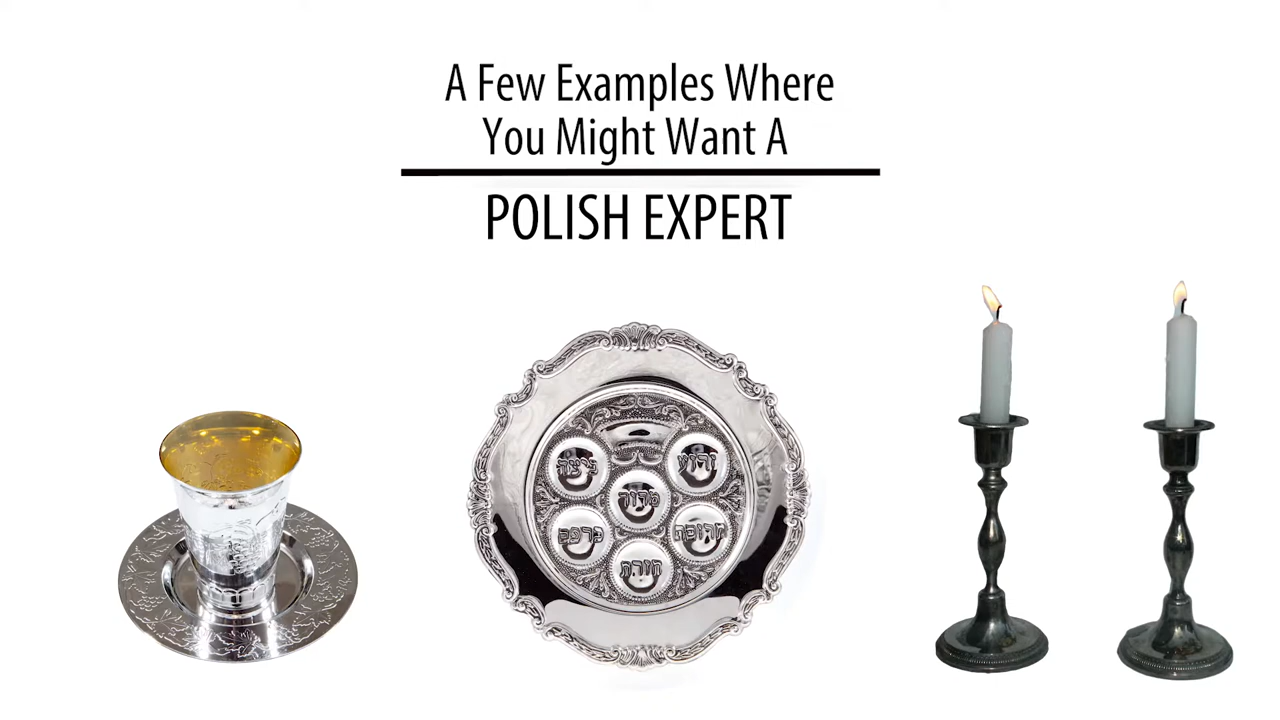 A Few Examples Where
You Might Want A
POLISH EXPERT
ביצה
זרוע
מרור
כרפס
חרוסת
חזרת